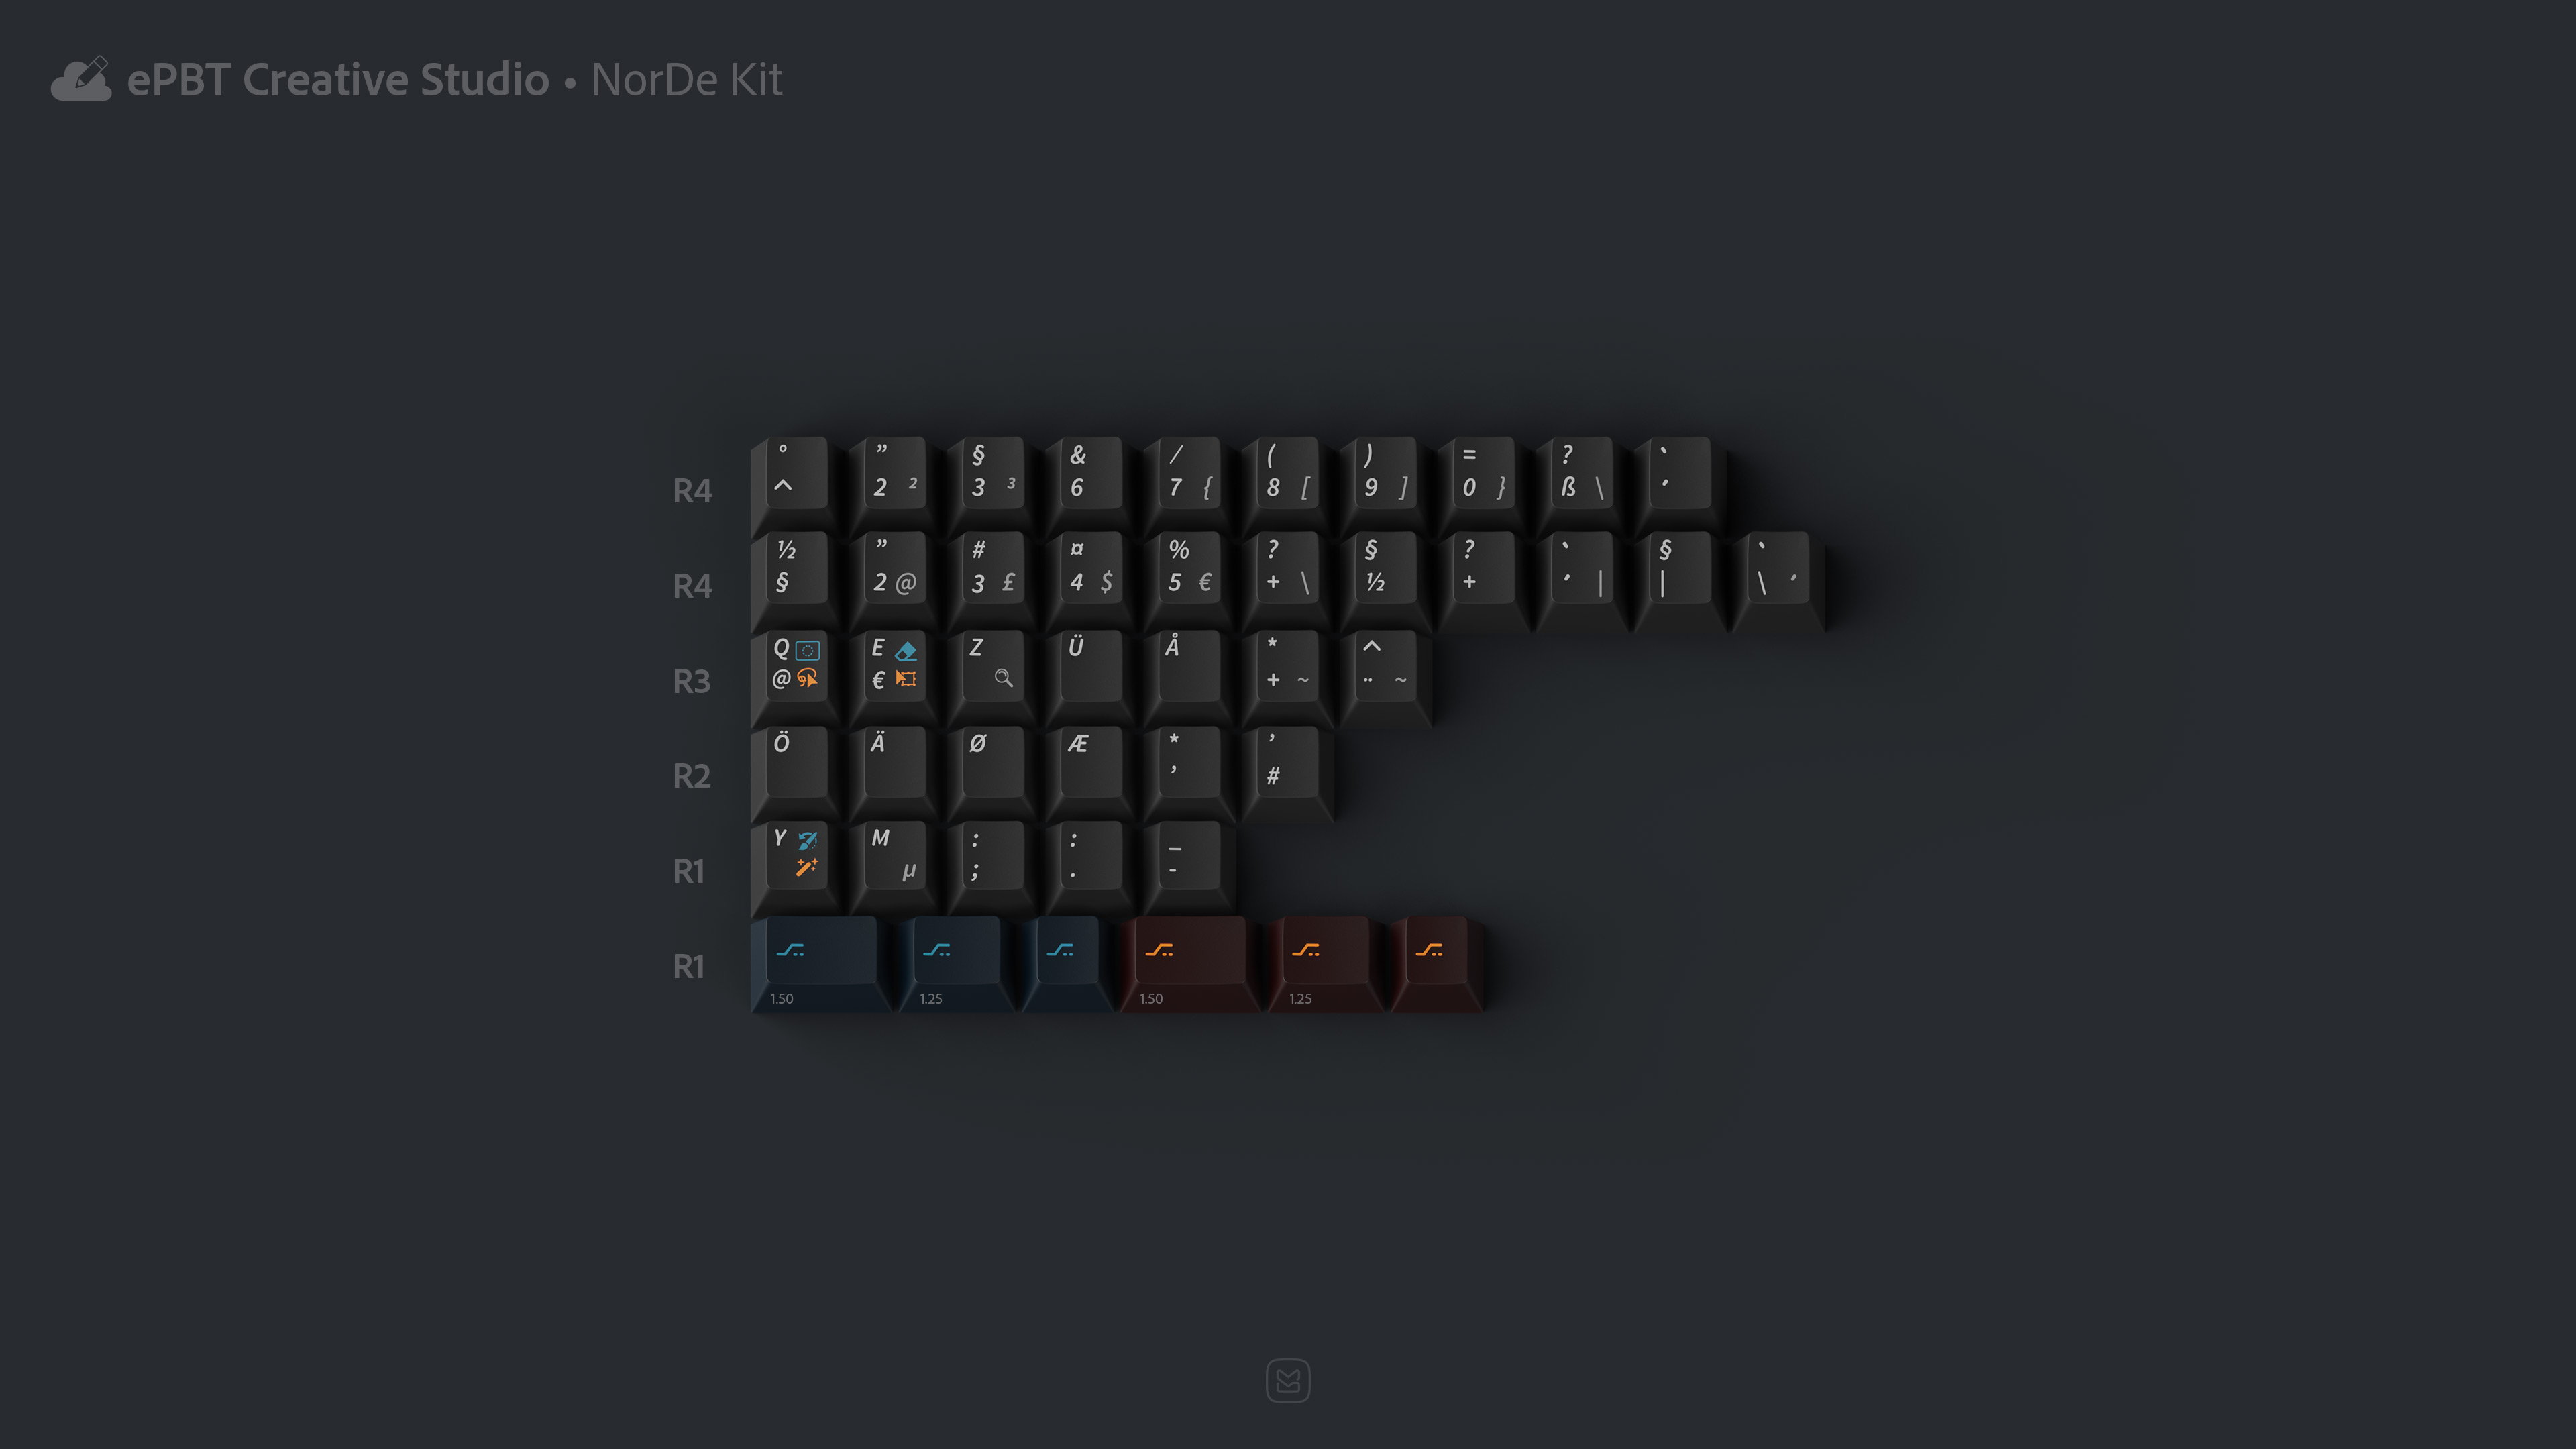 ePBT Creative Studio • NorDe Kit
R4
° ” § & / ( ) = ? `
^ 2 ² 3 ³ 6 7 { 8 [ 9 ] 0 } ß \ ´
R4
½ ” # ¤ % ? § ? ` § `
§ 2 @ 3 £ 4 $ 5 € + \ ½ + ´ | | \ ´
R3
Q E Z Ü Å * ^
@ € + ~ ¨ ~
R2
Ö Ä Ø Æ * ’
’ #
R1
Y M : : _
µ ; . -
R1
1.50 1.25 1.50 1.25